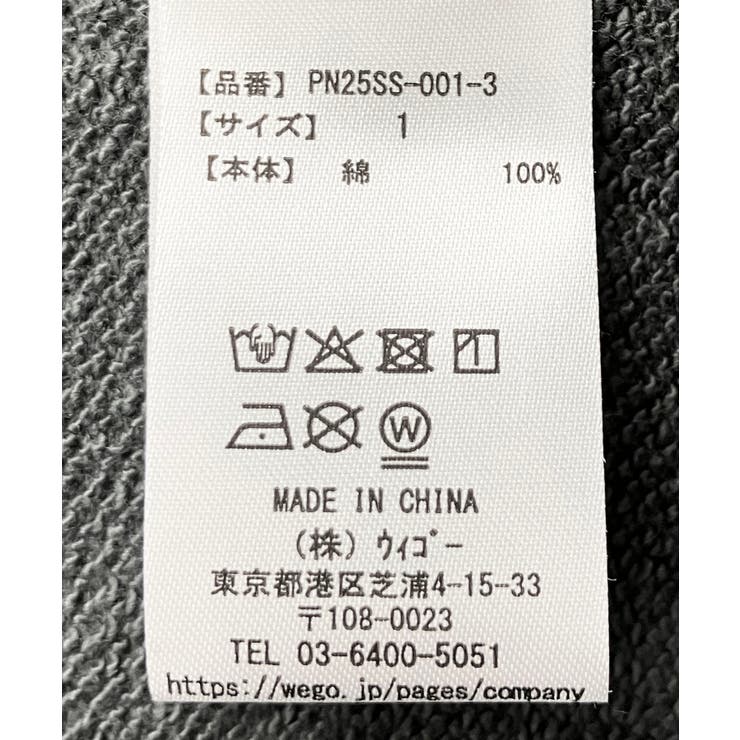 【品番】PN25SS-001-3
【サイズ】 1
【本体】 綿 100%
W
MADE IN CHINA
(株)ｳｨｺﾞｰ
東京都港区芝浦4-15-33
〒108-0023
TEL 03-6400-5051
https://wego.jp/pages/company